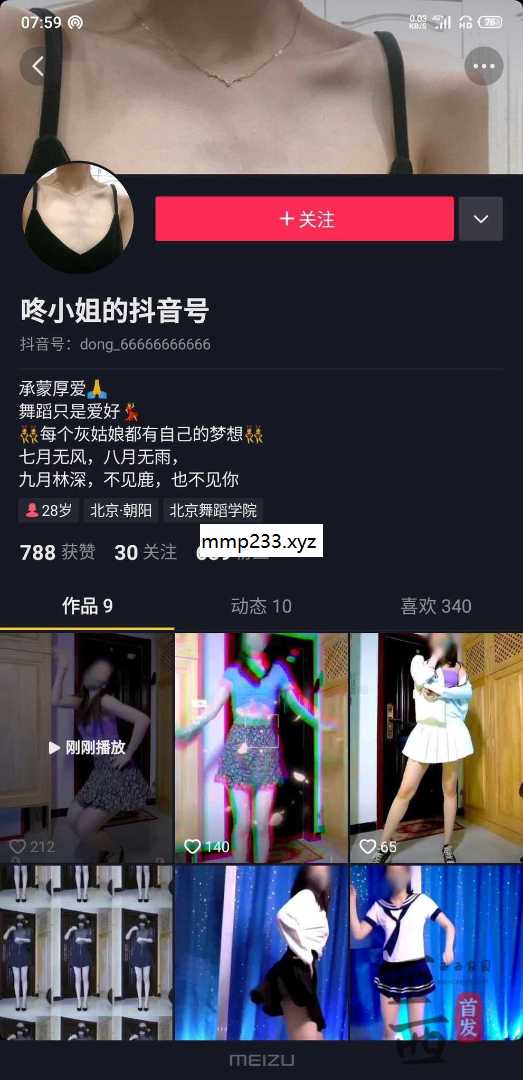 07:59
0.03 KB/S
4G
HD
76
+关注
咚小姐的抖音号
抖音号：dong_66666666666
承蒙厚爱🙏
舞蹈只是爱好💃
👯每个灰姑娘都有自己的梦想👯
七月无风，八月无雨，
九月林深，不见鹿，也不见你
28岁 北京·朝阳 北京舞蹈学院
788 获赞 30 关注
mmp233.xyz
作品 9 动态 10 喜欢 340
刚刚播放
212 140 65
首发
MEIZU